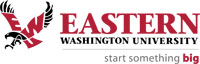 EASTERN
WASHINGTON UNIVERSITY
start something big